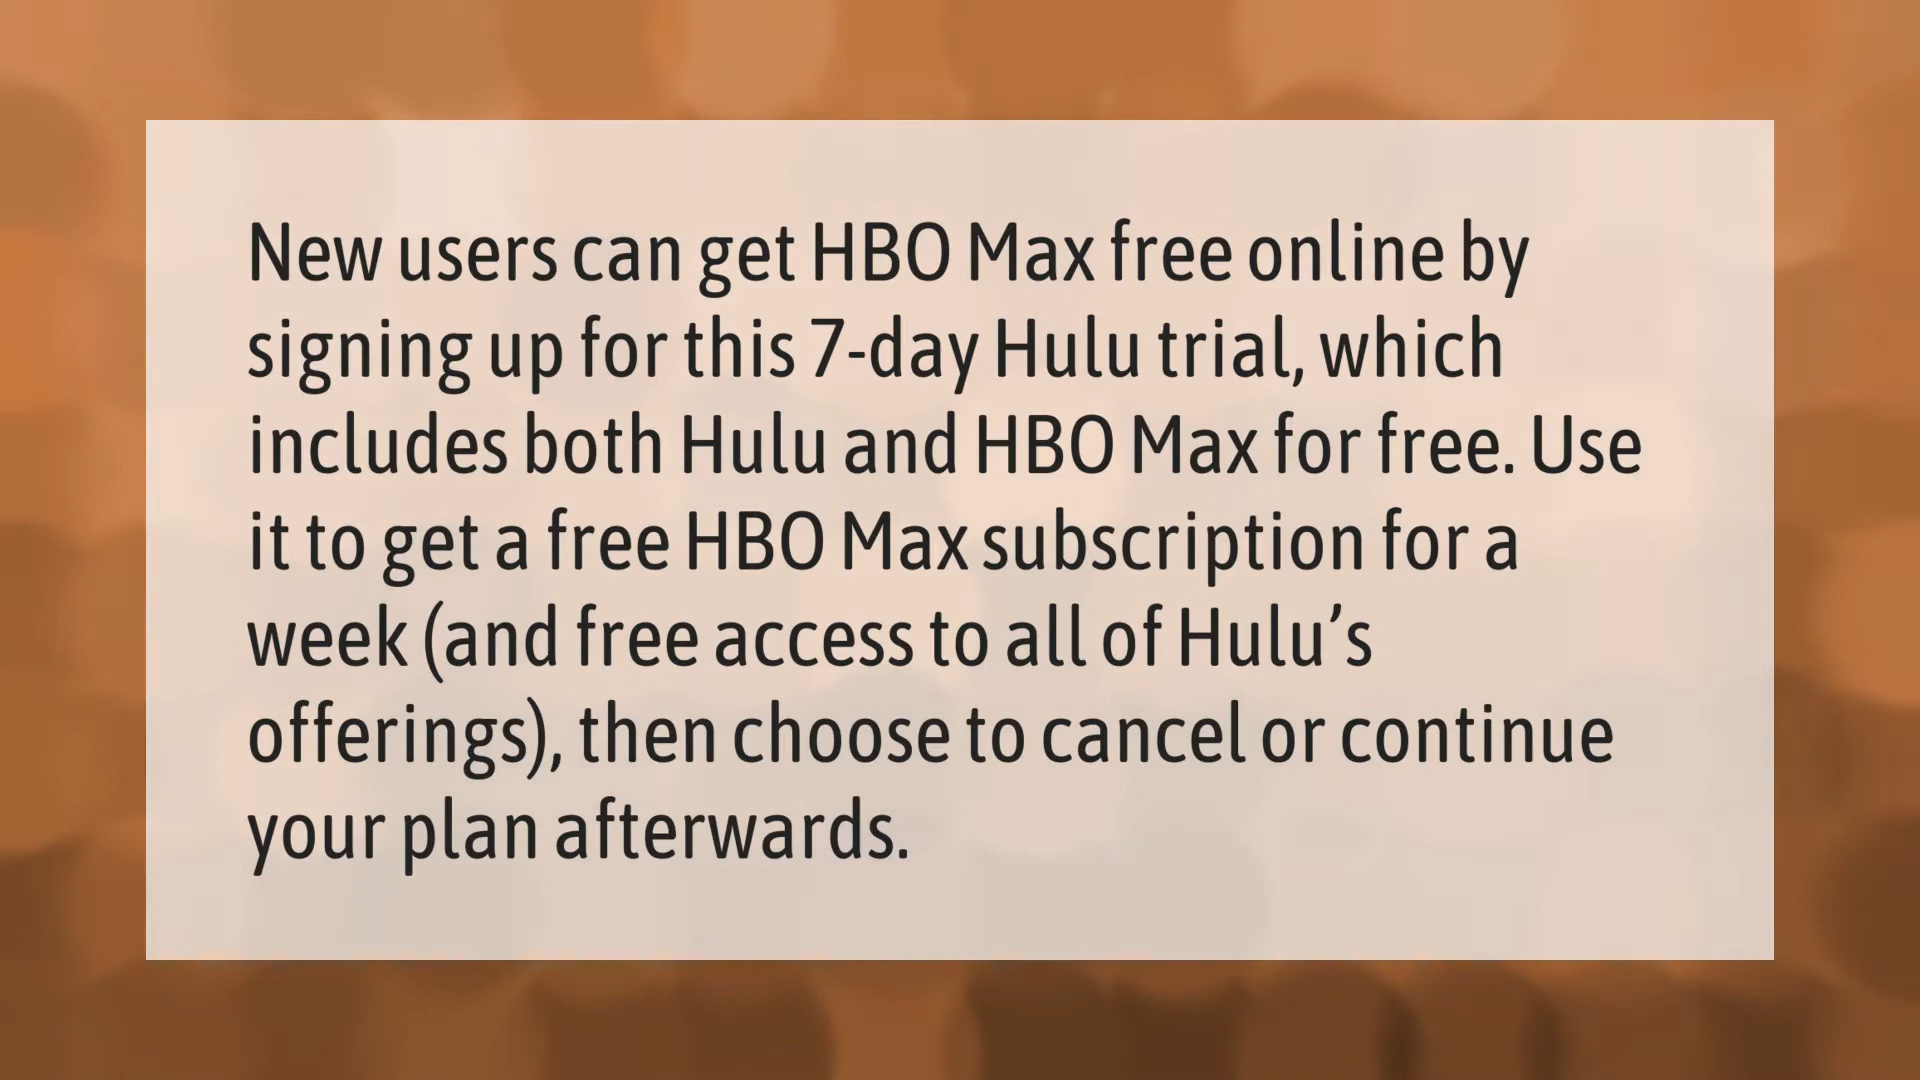 New users can get HBO Max free online by
signing up for this 7-day Hulu trial, which
includes both Hulu and HBO Max for free. Use
it to get a free HBO Max subscription for a
week (and free access to all of Hulu’s
offerings), then choose to cancel or continue
your plan afterwards.